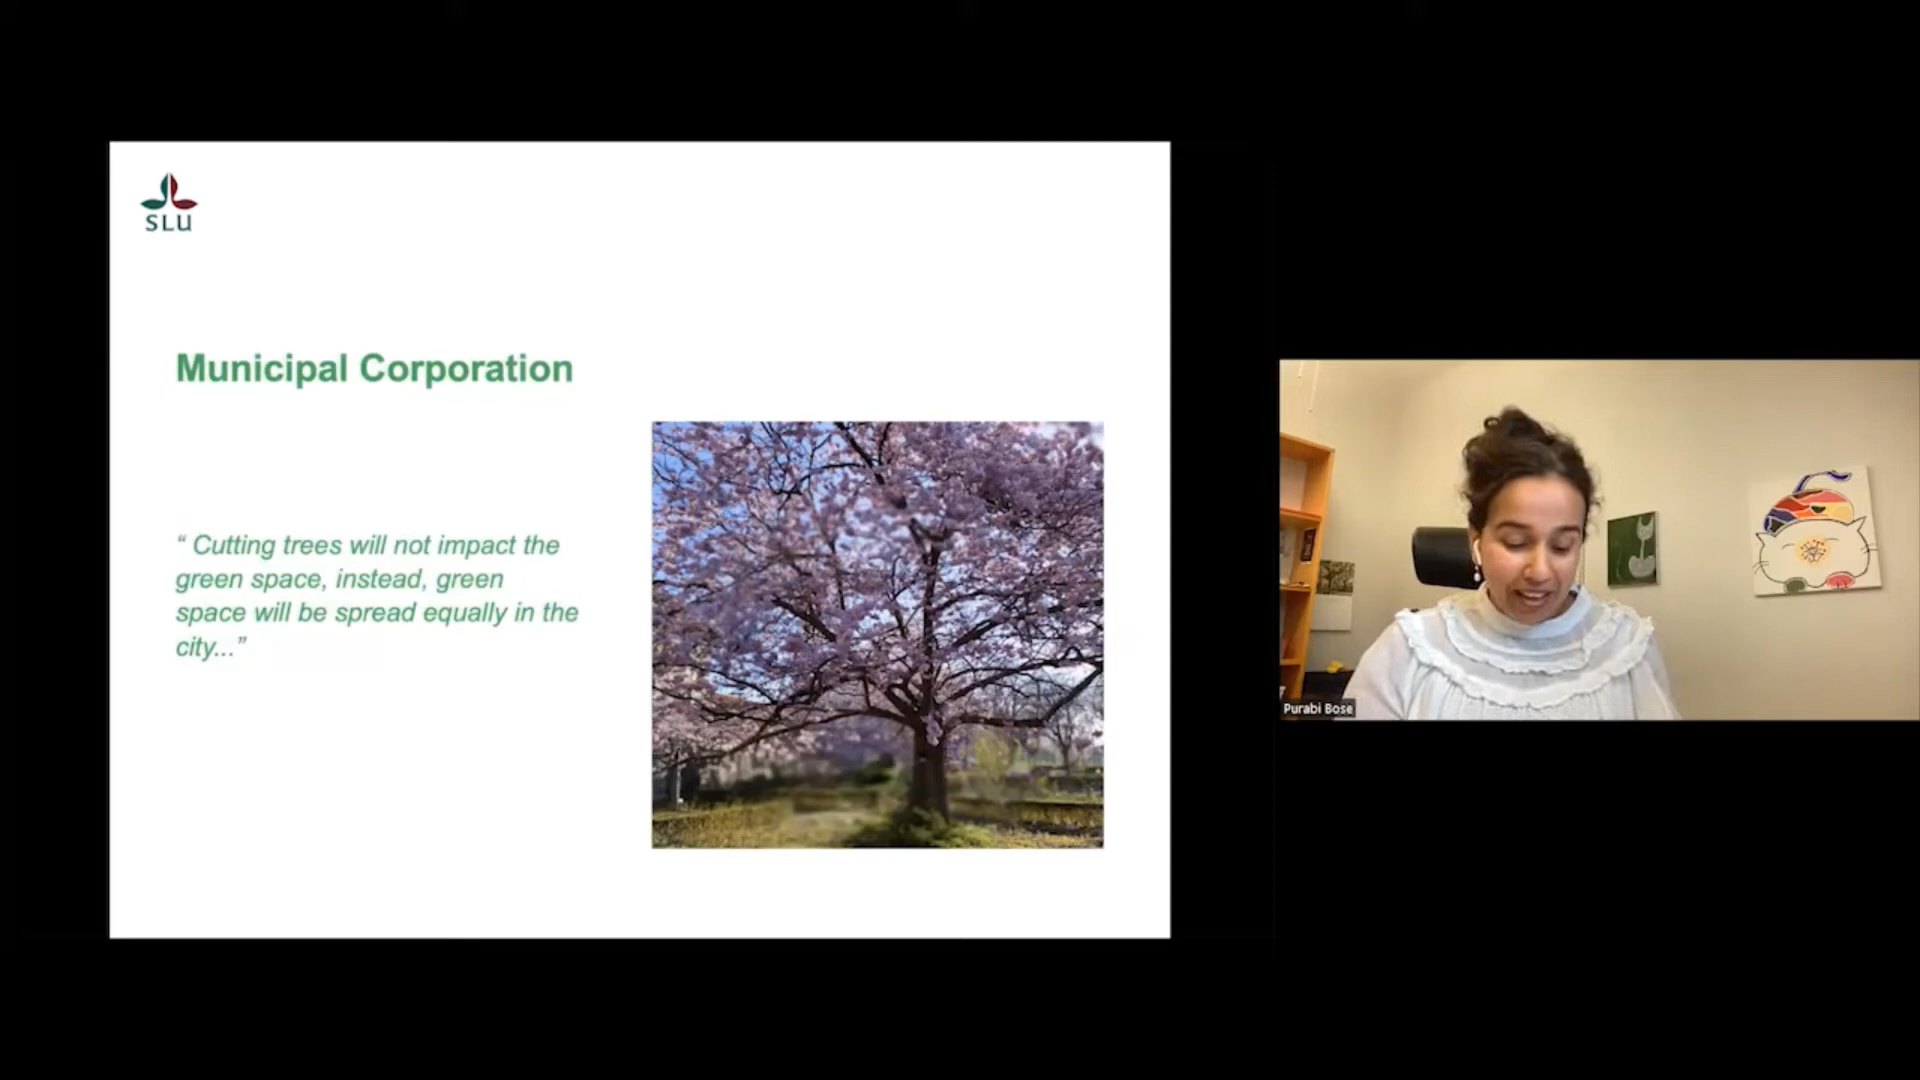 SLU
Municipal Corporation
“ Cutting trees will not impact the
green space, instead, green
space will be spread equally in the
city...”
Purabi Bose